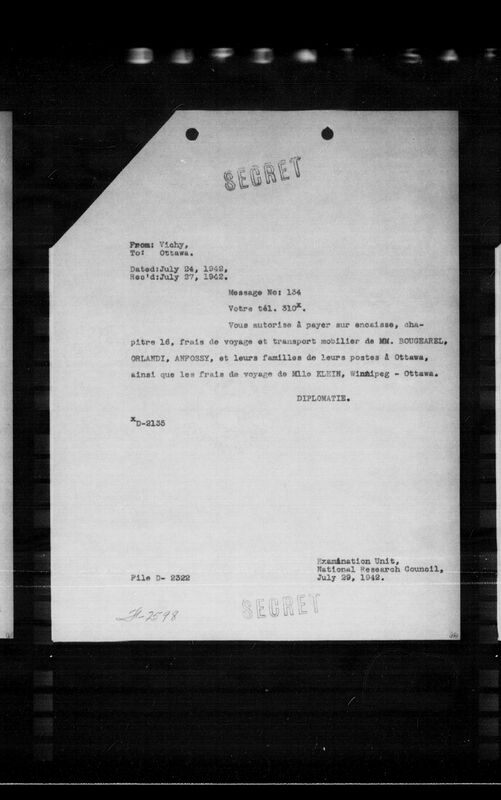 SECRET
From: Vichy,
To: Ottawa.
Dated:July 24, 1942,
Rec'd:July 27, 1942.
Message No: 134
Votre tél. 310x.
Vous autorise à payer sur encaisse, cha-
pitre 16, frais de voyage et transport mobilier de MM. BOUGEAREL,
ORLANDI, ANFOSSY, et leurs familles de leurs postes à Ottawa,
ainsi que les frais de voyage de Mlle KLEIN, Winnipeg - Ottawa.
DIPLOMATIE.
xD-2135
Examination Unit,
National Research Council,
File D- 2322
July 29, 1942.
SECRET